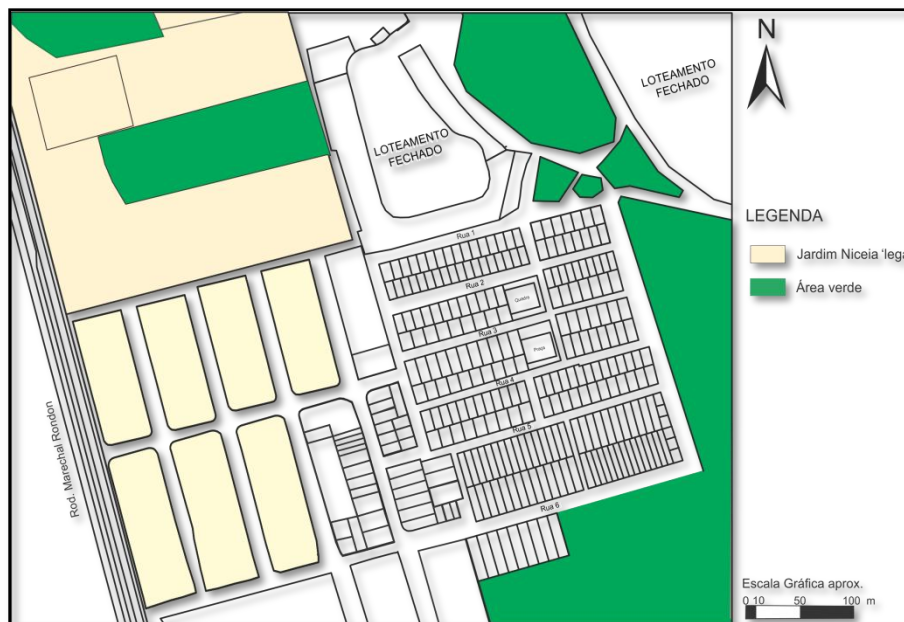 LOTEAMENTO
FECHADO
LOTEAMENTO
FECHADO
N
LEGENDA
Jardim Niceia 'lega
Área verde
Rua 1
Rua 2
Quadra
Rua 3
Praça
Rua 4
Rua 5
Rua 6
Rod. Marechal Rondon
Escala Gráfica aprox.
0 10 50 100 m